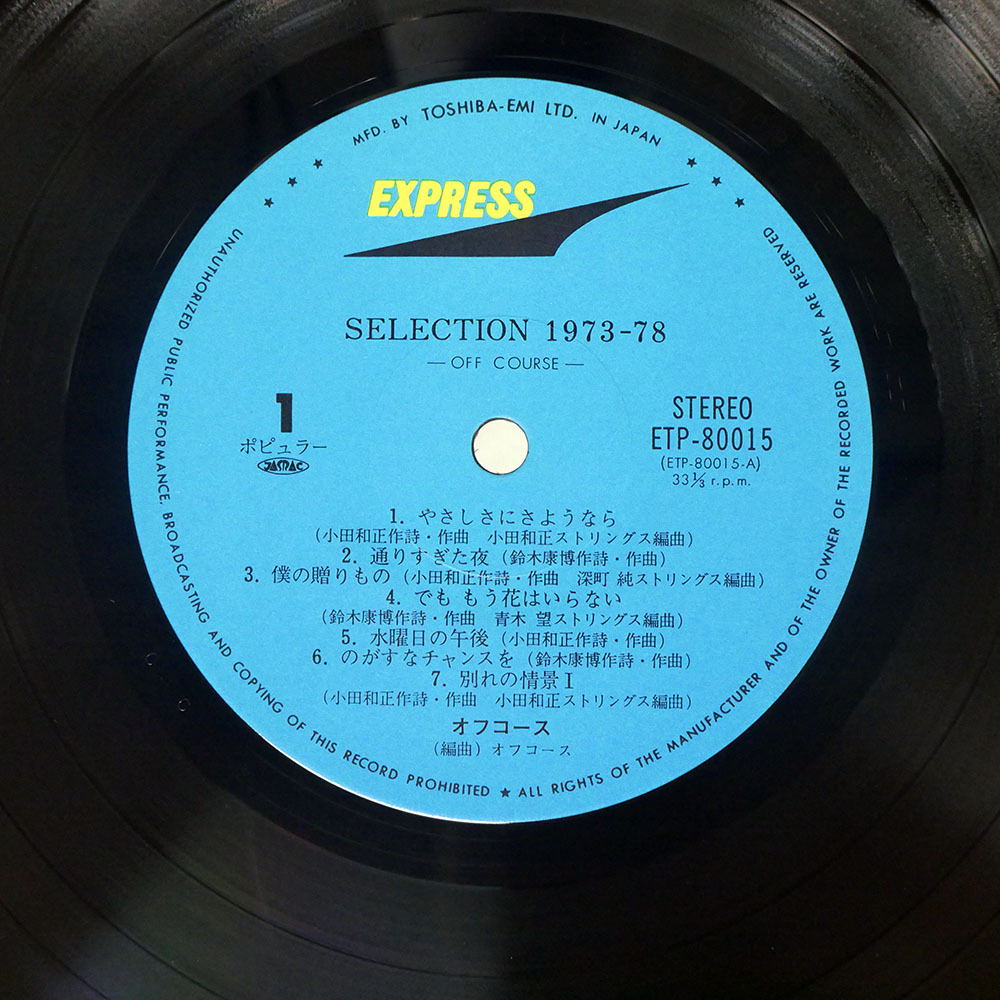 MFD. BY TOSHIBA-EMI LTD. IN JAPAN
EXPRESS
SELECTION 1973-78
— OFF COURSE —
1
ポピュラー
JASRAC
STEREO
ETP-80015
(ETP-80015-A)
33⅓ r.p.m.
1. やさしさにさようなら
(小田和正作詩・作曲 小田和正ストリングス編曲)
2. 通りすぎた夜 (鈴木康博作詩・作曲)
3. 僕の贈りもの (小田和正作詩・作曲 深町 純ストリングス編曲)
4. でも もう花はいらない
(鈴木康博作詩・作曲 青木 望ストリングス編曲)
5. 水曜日の午後 (小田和正作詩・作曲)
6. のがすなチャンスを (鈴木康博作詩・作曲)
7. 別れの情景 I
(小田和正作詩・作曲 小田和正ストリングス編曲)
オフコース
(編曲) オフコース
UNAUTHORIZED PUBLIC PERFORMANCE, BROADCASTING AND COPYING OF THIS RECORD PROHIBITED ★ ALL RIGHTS OF THE MANUFACTURER AND OF THE OWNER OF THE RECORDED WORK ARE RESERVED